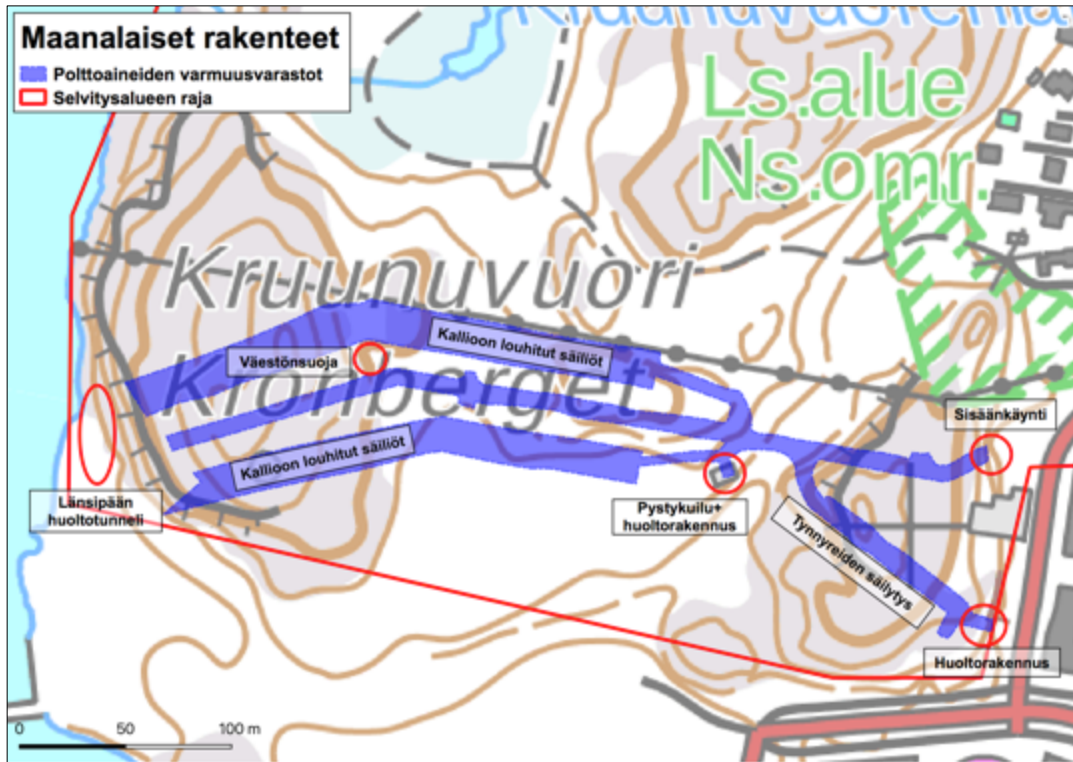 Kruunuvuorenla
Maanalaiset rakenteet
Polttoaineiden varmuusvarastot
Selvitysalueen raja
Ls.alue
Ns.omr.
Kruunuvuori
Kallioon louhitut säiliöt
Väestönsuoja
Kronberget
Sisäänkäynti
Kallioon louhitut säiliöt
Länsipään
huoltotunneli
Pystykuilu+
huoltorakennus
Tynnyreiden säilytys
Huoltorakennus
0 50 100 m